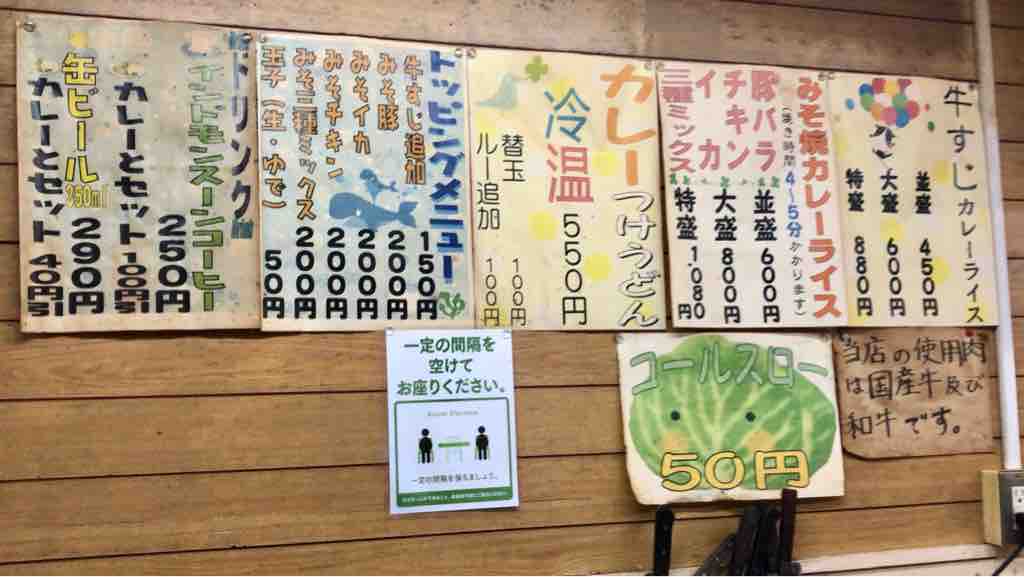 牛すじカレーライス
並盛 450円
大盛 600円
特盛 880円
みそ焼カレーライス
(焼き時間4~5分かかります)
豚バラ
チキン
イカ
三種ミックス
並盛 600円
大盛 800円
特盛 1,080円
カレーつけうどん
冷 温 550円
替玉 100円
ルー追加 100円
トッピングメニュー
牛すじ追加 150円
みそ豚 200円
みそイカ 200円
みそチキン 200円
みそ三種ミックス 200円
玉子(生・ゆで) 50円
ドリンク
インドモンスーンコーヒー
250円
カレーとセット 100円引
缶ビール 350ml 290円
カレーとセット 40円引
一定の間隔を
空けて
お座りください。
一定の間隔を保ちましょう。
コールスロー
50円
当店の使用肉
は国産牛及び
和牛です。